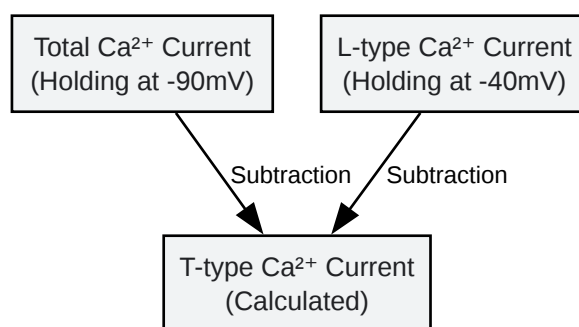 Total Ca²⁺ Current
(Holding at -90mV)
L-type Ca²⁺ Current
(Holding at -40mV)
Subtraction
Subtraction
T-type Ca²⁺ Current
(Calculated)